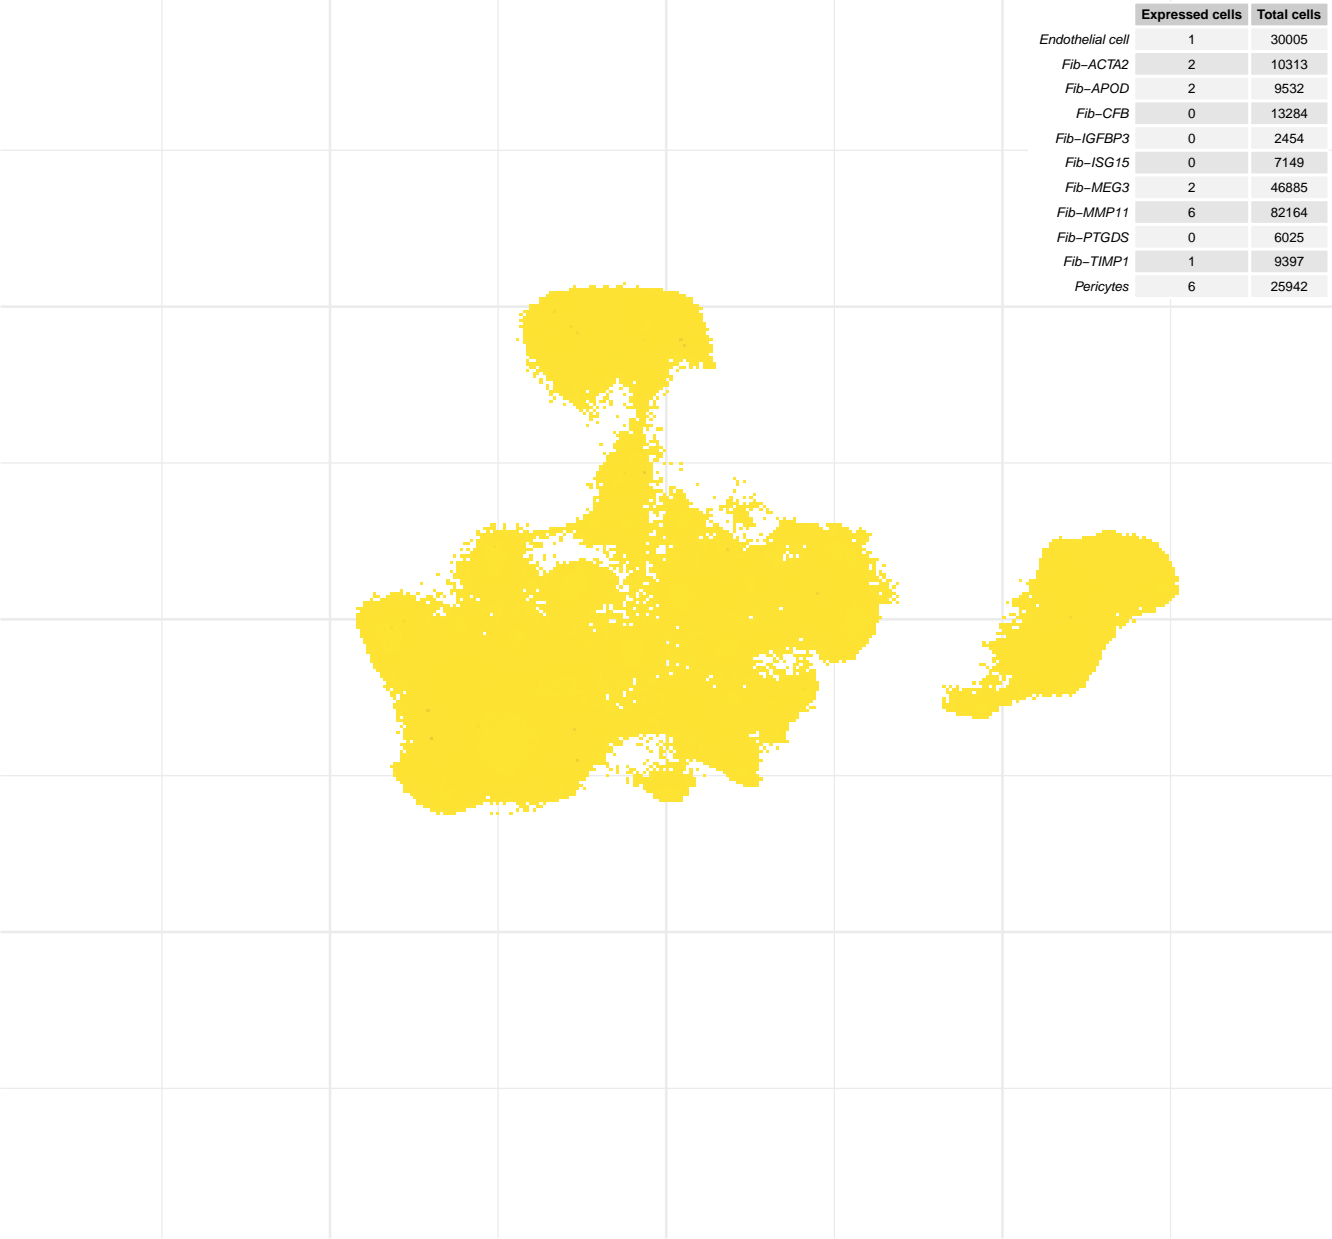 Expressed cells Total cells
Endothelial cell 1 30005
Fib−ACTA2 2 10313
Fib−APOD 2 9532
Fib−CFB 0 13284
Fib−IGFBP3 0 2454
Fib−ISG15 0 7149
Fib−MEG3 2 46885
Fib−MMP11 6 82164
Fib−PTGDS 0 6025
Fib−TIMP1 1 9397
Pericytes 6 25942